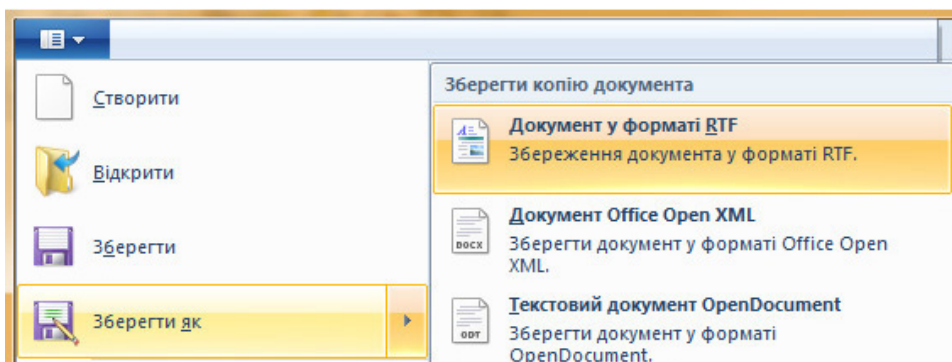 Створити
Відкрити
Зберегти
Зберегти як
Зберегти копію документа
Документ у форматі RTF
Збереження документа у форматі RTF.
DOCX
Документ Office Open XML
Зберегти документ у форматі Office Open
XML.
ODT
Текстовий документ OpenDocument
Зберегти документ у форматі
OpenDocument.